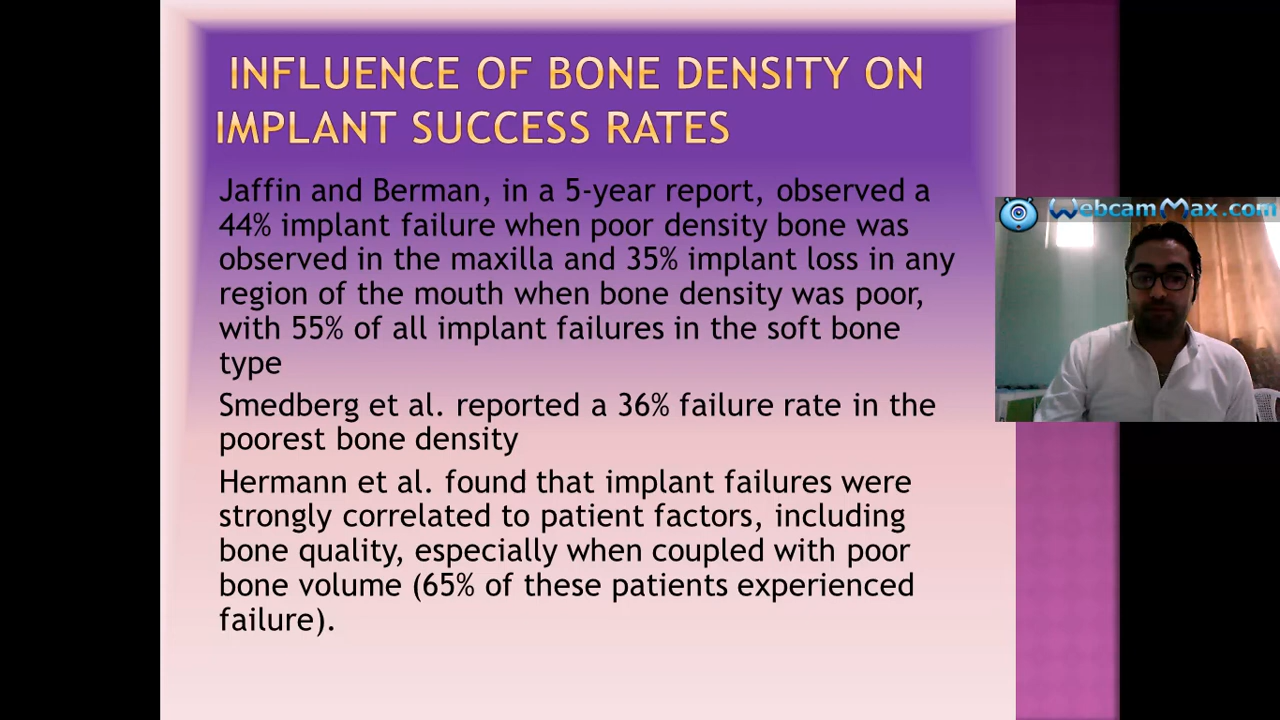 INFLUENCE OF BONE DENSITY ON
IMPLANT SUCCESS RATES
Jaffin and Berman, in a 5-year report, observed a
44% implant failure when poor density bone was
observed in the maxilla and 35% implant loss in any
region of the mouth when bone density was poor,
with 55% of all implant failures in the soft bone
type
Smedberg et al. reported a 36% failure rate in the
poorest bone density
Hermann et al. found that implant failures were
strongly correlated to patient factors, including
bone quality, especially when coupled with poor
bone volume (65% of these patients experienced
failure).
WebcamMax.com